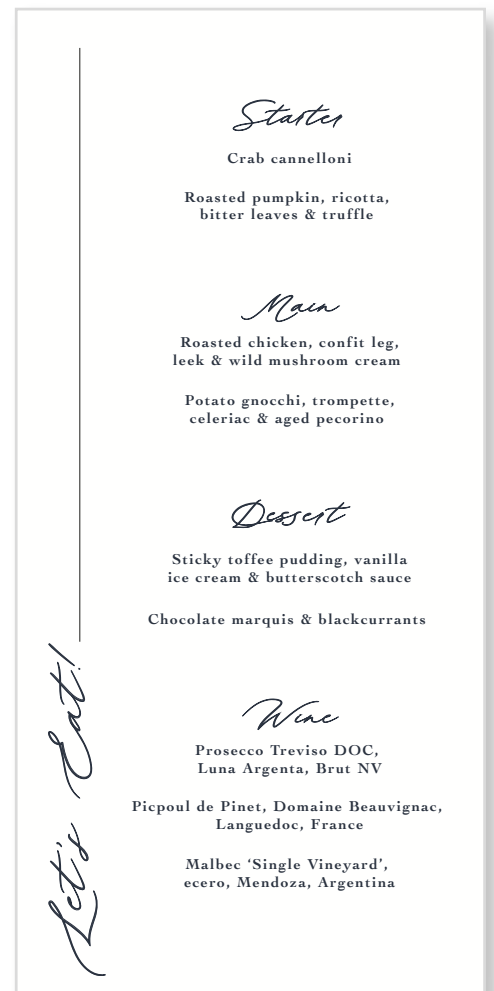 Starter
Crab cannelloni
Roasted pumpkin, ricotta,
bitter leaves & truffle
Main
Roasted chicken, confit leg,
leek & wild mushroom cream
Potato gnocchi, trompette,
celeriac & aged pecorino
Dessert
Sticky toffee pudding, vanilla
ice cream & butterscotch sauce
Chocolate marquis & blackcurrants
Wine
Prosecco Treviso DOC,
Luna Argenta, Brut NV
Picpoul de Pinet, Domaine Beauvignac,
Languedoc, France
Malbec ‘Single Vineyard’,
ecero, Mendoza, Argentina
Let's Eat!